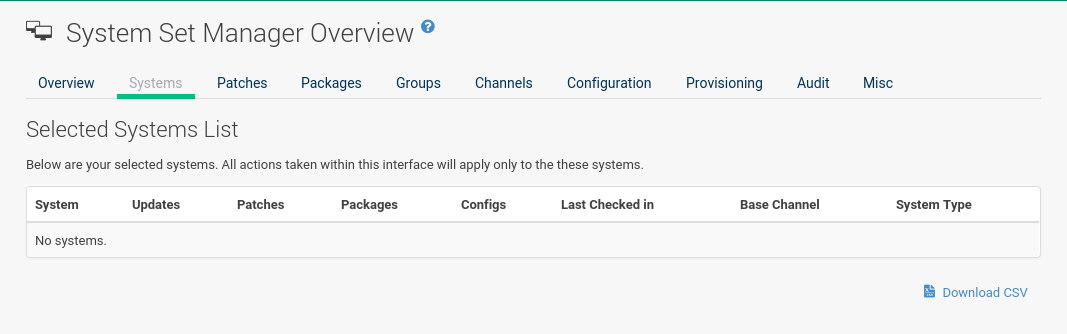 System Set Manager Overview ?
Overview Systems Patches Packages Groups Channels Configuration Provisioning Audit Misc
Selected Systems List
Below are your selected systems. All actions taken within this interface will apply only to the these systems.
System Updates Patches Packages Configs Last Checked in Base Channel System Type
No systems.
Download CSV